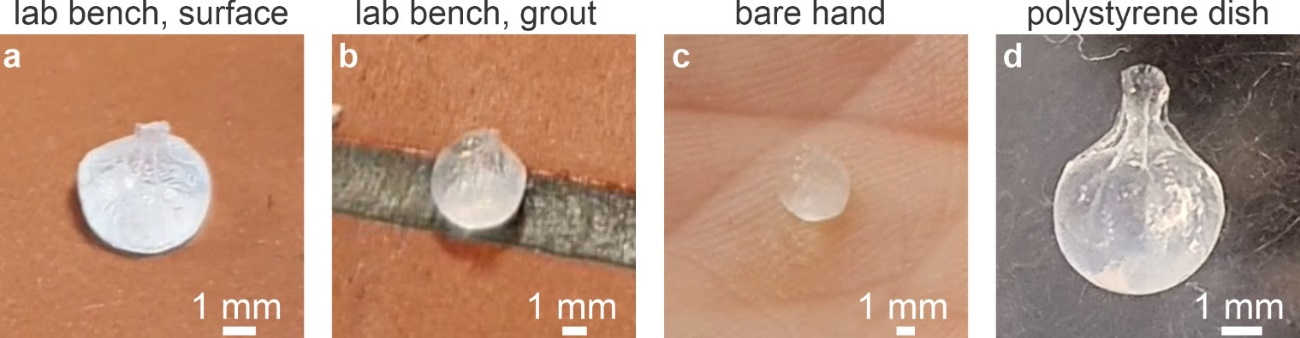 lab bench, surface
lab bench, grout
bare hand
polystyrene dish
a
b
c
d
1 mm
1 mm
1 mm
1 mm